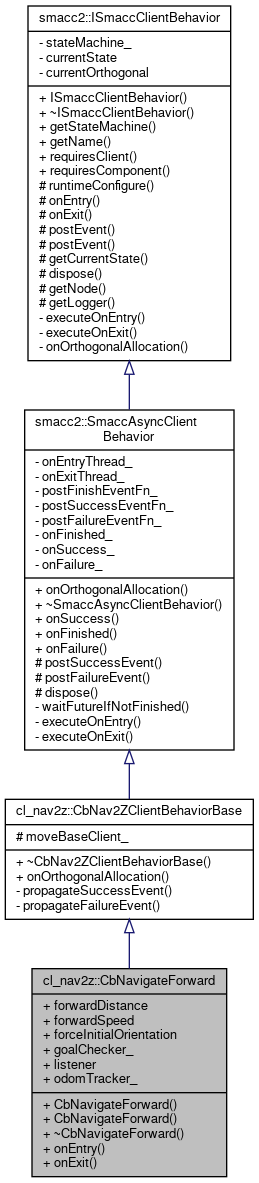 smacc2::ISmaccClientBehavior
- stateMachine_
- currentState
- currentOrthogonal
+ ISmaccClientBehavior()
+ ~ISmaccClientBehavior()
+ getStateMachine()
+ getName()
+ requiresClient()
+ requiresComponent()
# runtimeConfigure()
# onEntry()
# onExit()
# postEvent()
# postEvent()
# getCurrentState()
# dispose()
# getNode()
# getLogger()
- executeOnEntry()
- executeOnExit()
- onOrthogonalAllocation()
smacc2::SmaccAsyncClient
Behavior
- onEntryThread_
- onExitThread_
- postFinishEventFn_
- postSuccessEventFn_
- postFailureEventFn_
- onFinished_
- onSuccess_
- onFailure_
+ onOrthogonalAllocation()
+ ~SmaccAsyncClientBehavior()
+ onSuccess()
+ onFinished()
+ onFailure()
# postSuccessEvent()
# postFailureEvent()
# dispose()
- waitFutureIfNotFinished()
- executeOnEntry()
- executeOnExit()
cl_nav2z::CbNav2ZClientBehaviorBase
# moveBaseClient_
+ ~CbNav2ZClientBehaviorBase()
+ onOrthogonalAllocation()
- propagateSuccessEvent()
- propagateFailureEvent()
cl_nav2z::CbNavigateForward
+ forwardDistance
+ forwardSpeed
+ forceInitialOrientation
+ goalChecker_
+ listener
+ odomTracker_
+ CbNavigateForward()
+ CbNavigateForward()
+ ~CbNavigateForward()
+ onEntry()
+ onExit()